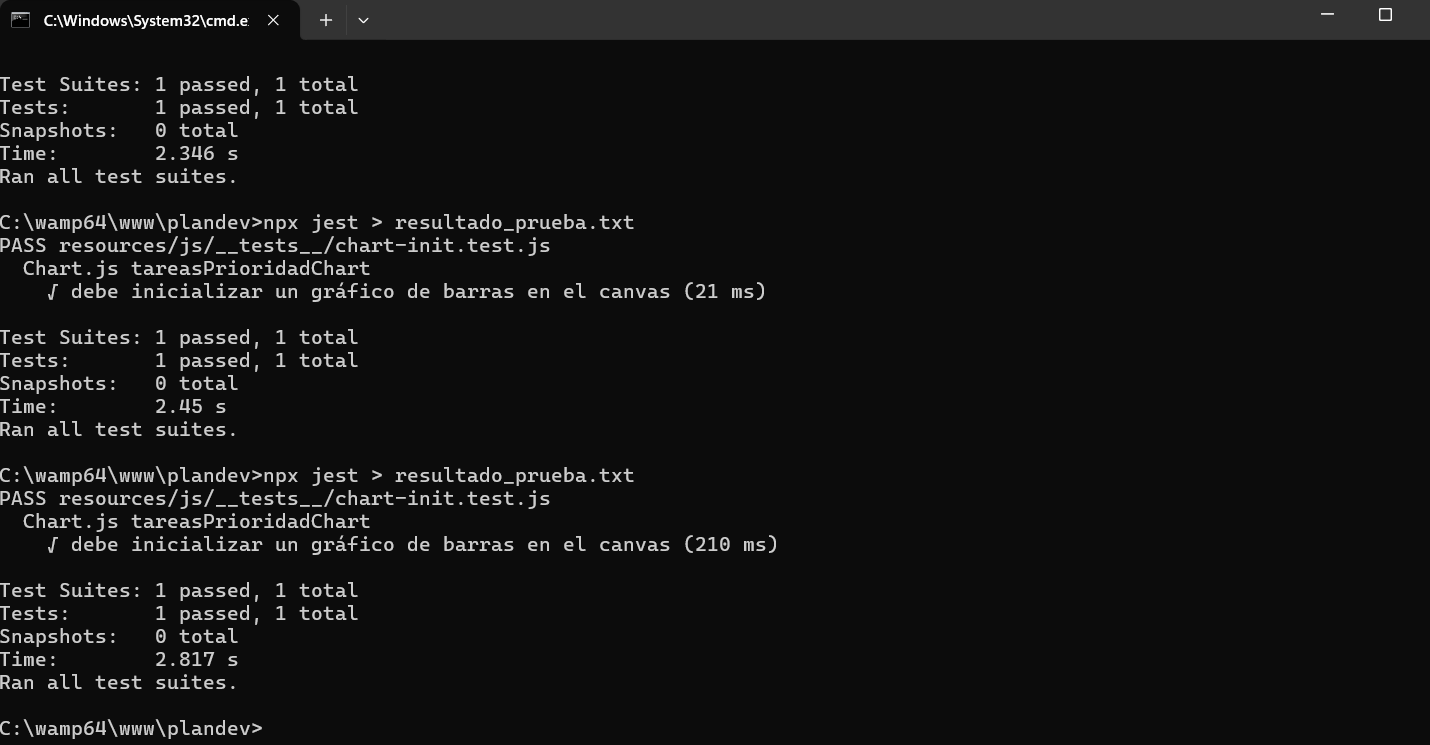 C:\Windows\System32\cmd.e
Test Suites: 1 passed, 1 total
Tests:       1 passed, 1 total
Snapshots:   0 total
Time:        2.346 s
Ran all test suites.
C:\wamp64\www\plandev>npx jest > resultado_prueba.txt
PASS resources/js/__tests__/chart-init.test.js
  Chart.js tareasPrioridadChart
    √ debe inicializar un gráfico de barras en el canvas (21 ms)
Test Suites: 1 passed, 1 total
Tests:       1 passed, 1 total
Snapshots:   0 total
Time:        2.45 s
Ran all test suites.
C:\wamp64\www\plandev>npx jest > resultado_prueba.txt
PASS resources/js/__tests__/chart-init.test.js
  Chart.js tareasPrioridadChart
    √ debe inicializar un gráfico de barras en el canvas (210 ms)
Test Suites: 1 passed, 1 total
Tests:       1 passed, 1 total
Snapshots:   0 total
Time:        2.817 s
Ran all test suites.
C:\wamp64\www\plandev>